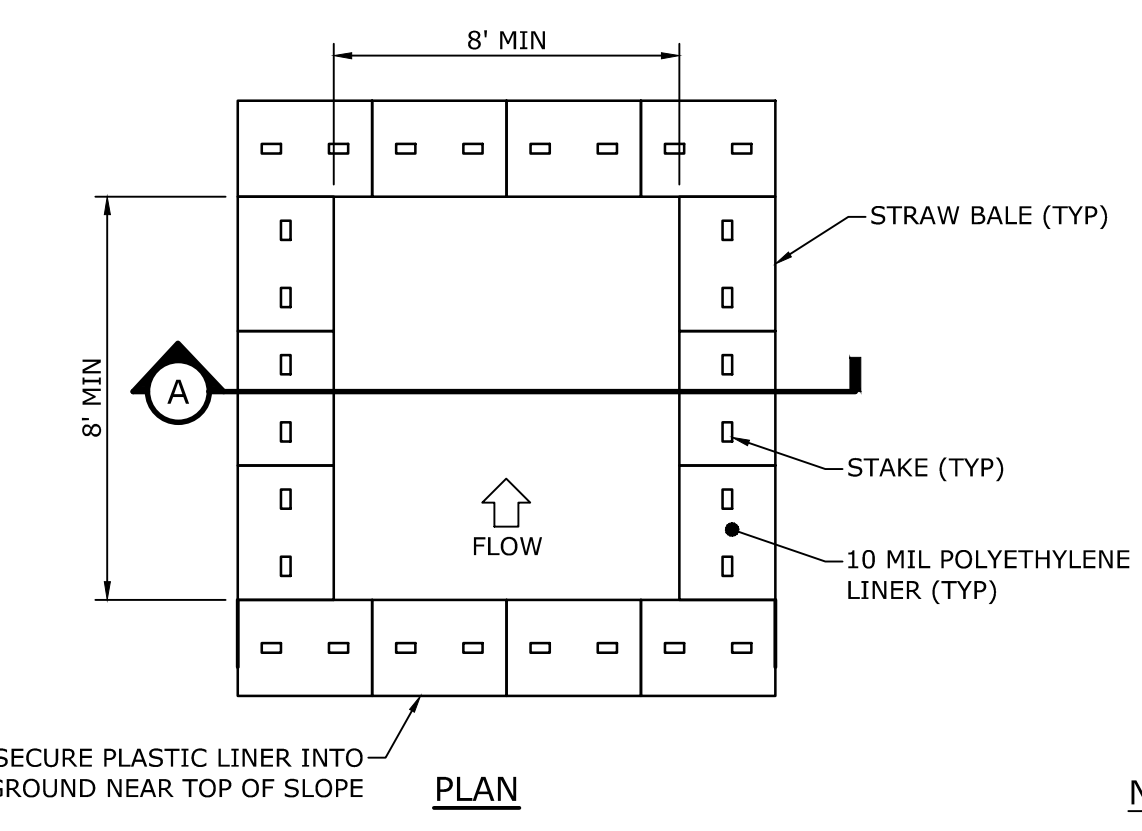 8' MIN
STRAW BALE (TYP)
8' MIN
A
STAKE (TYP)
FLOW
10 MIL POLYETHYLENE
LINER (TYP)
SECURE PLASTIC LINER INTO
GROUND NEAR TOP OF SLOPE
PLAN